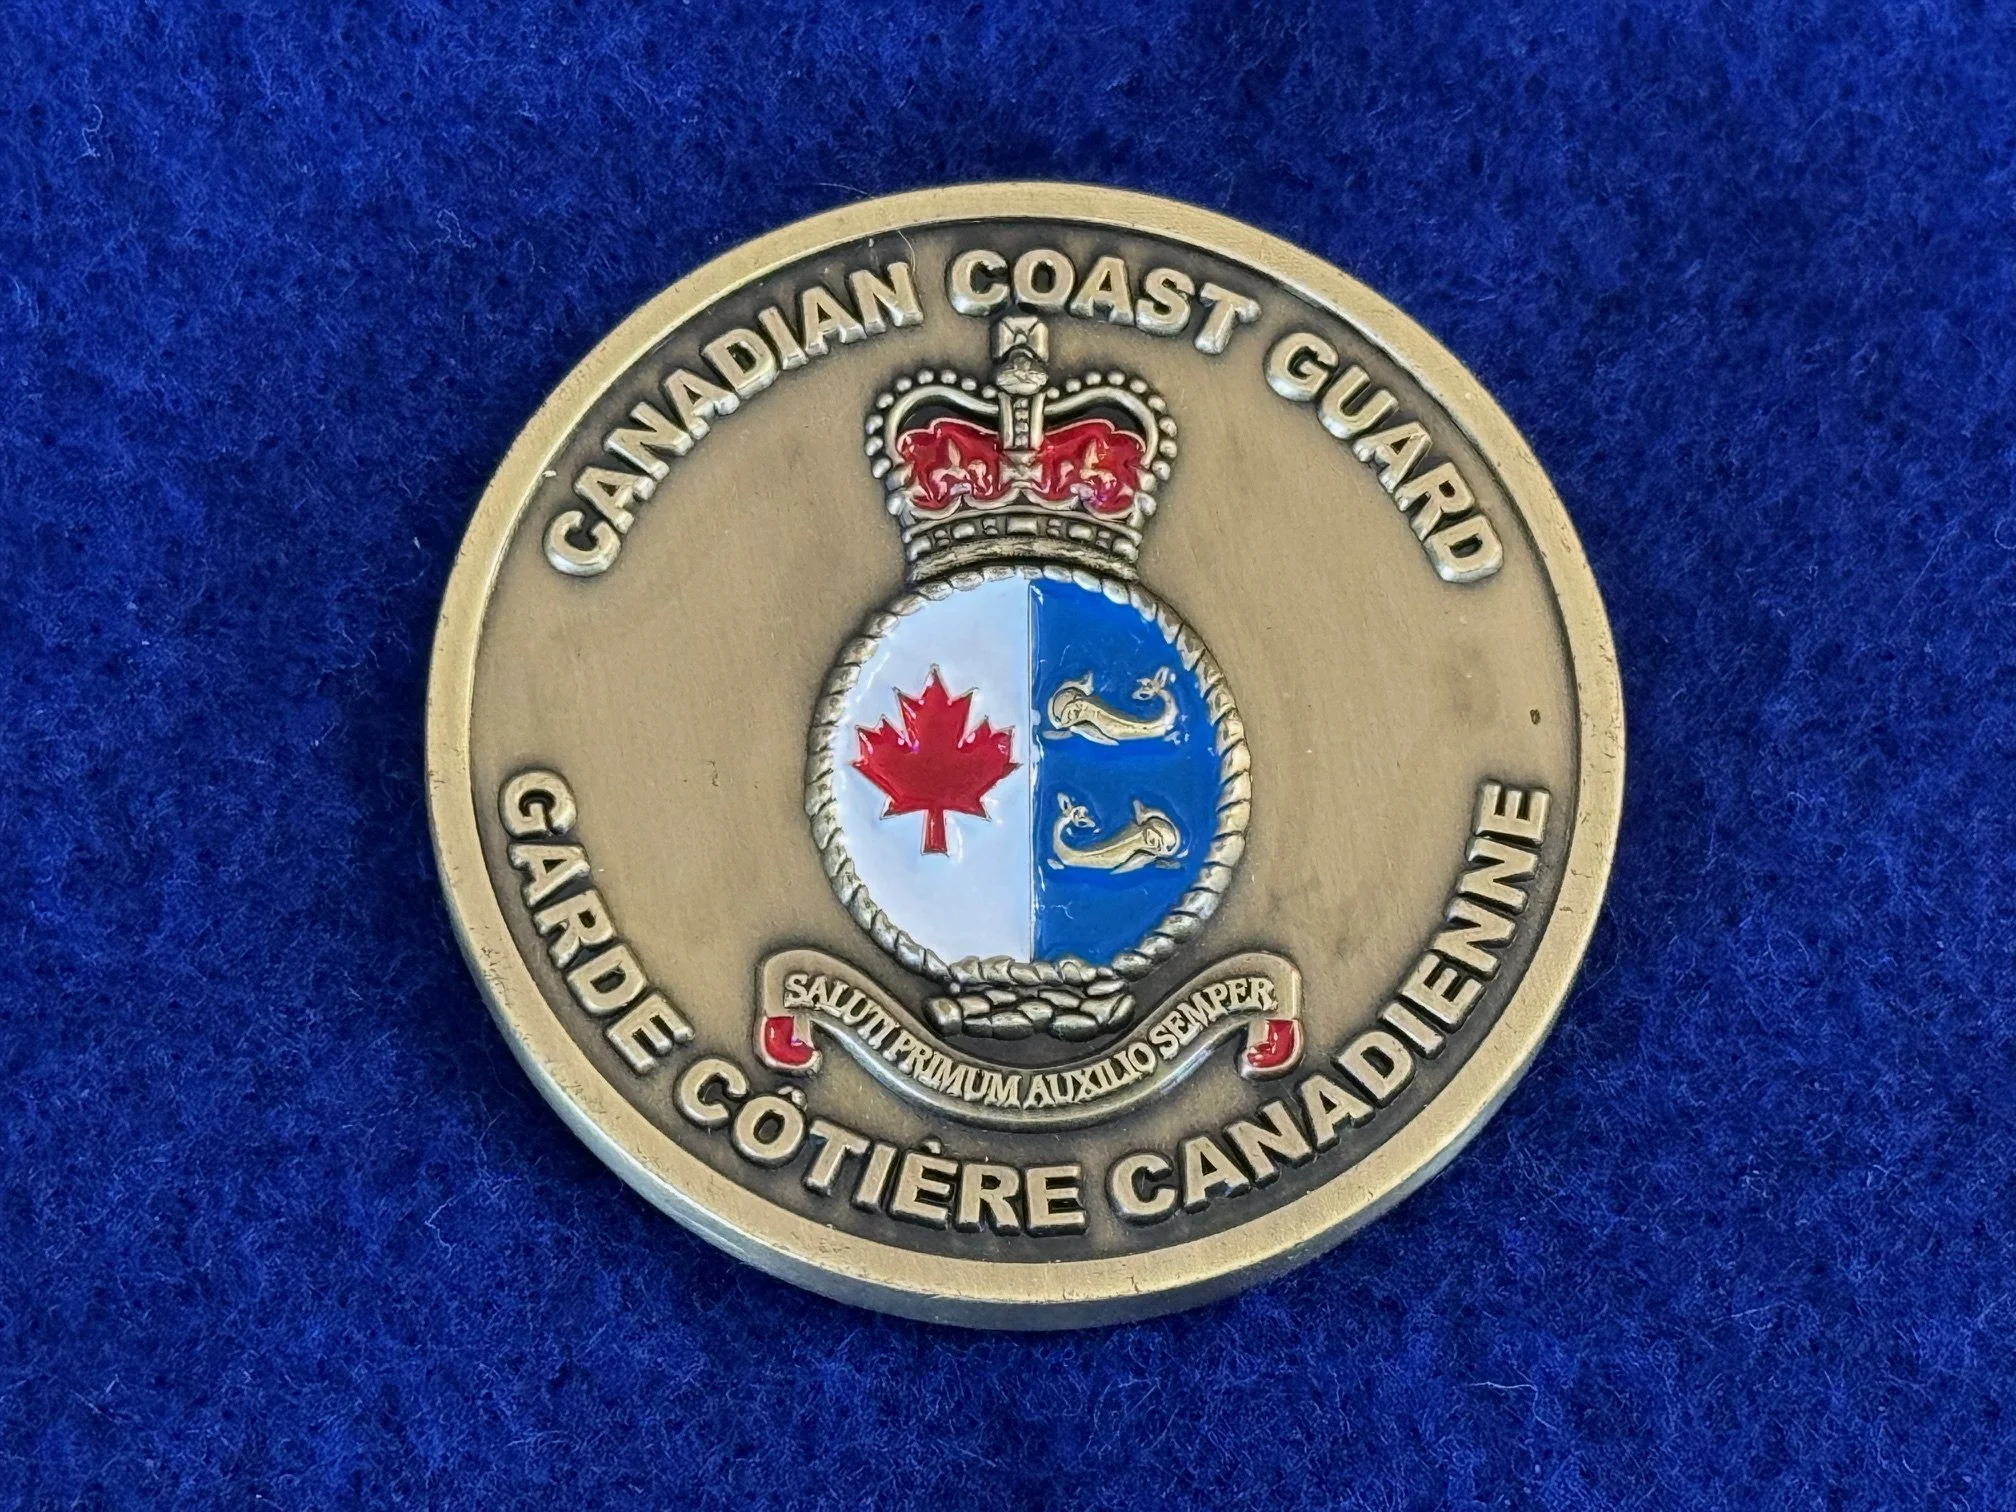 CANADIAN COAST GUARD
SALUTI PRIMUM AUXILIO SEMPER
GARDE CÔTIÈRE CANADIENNE